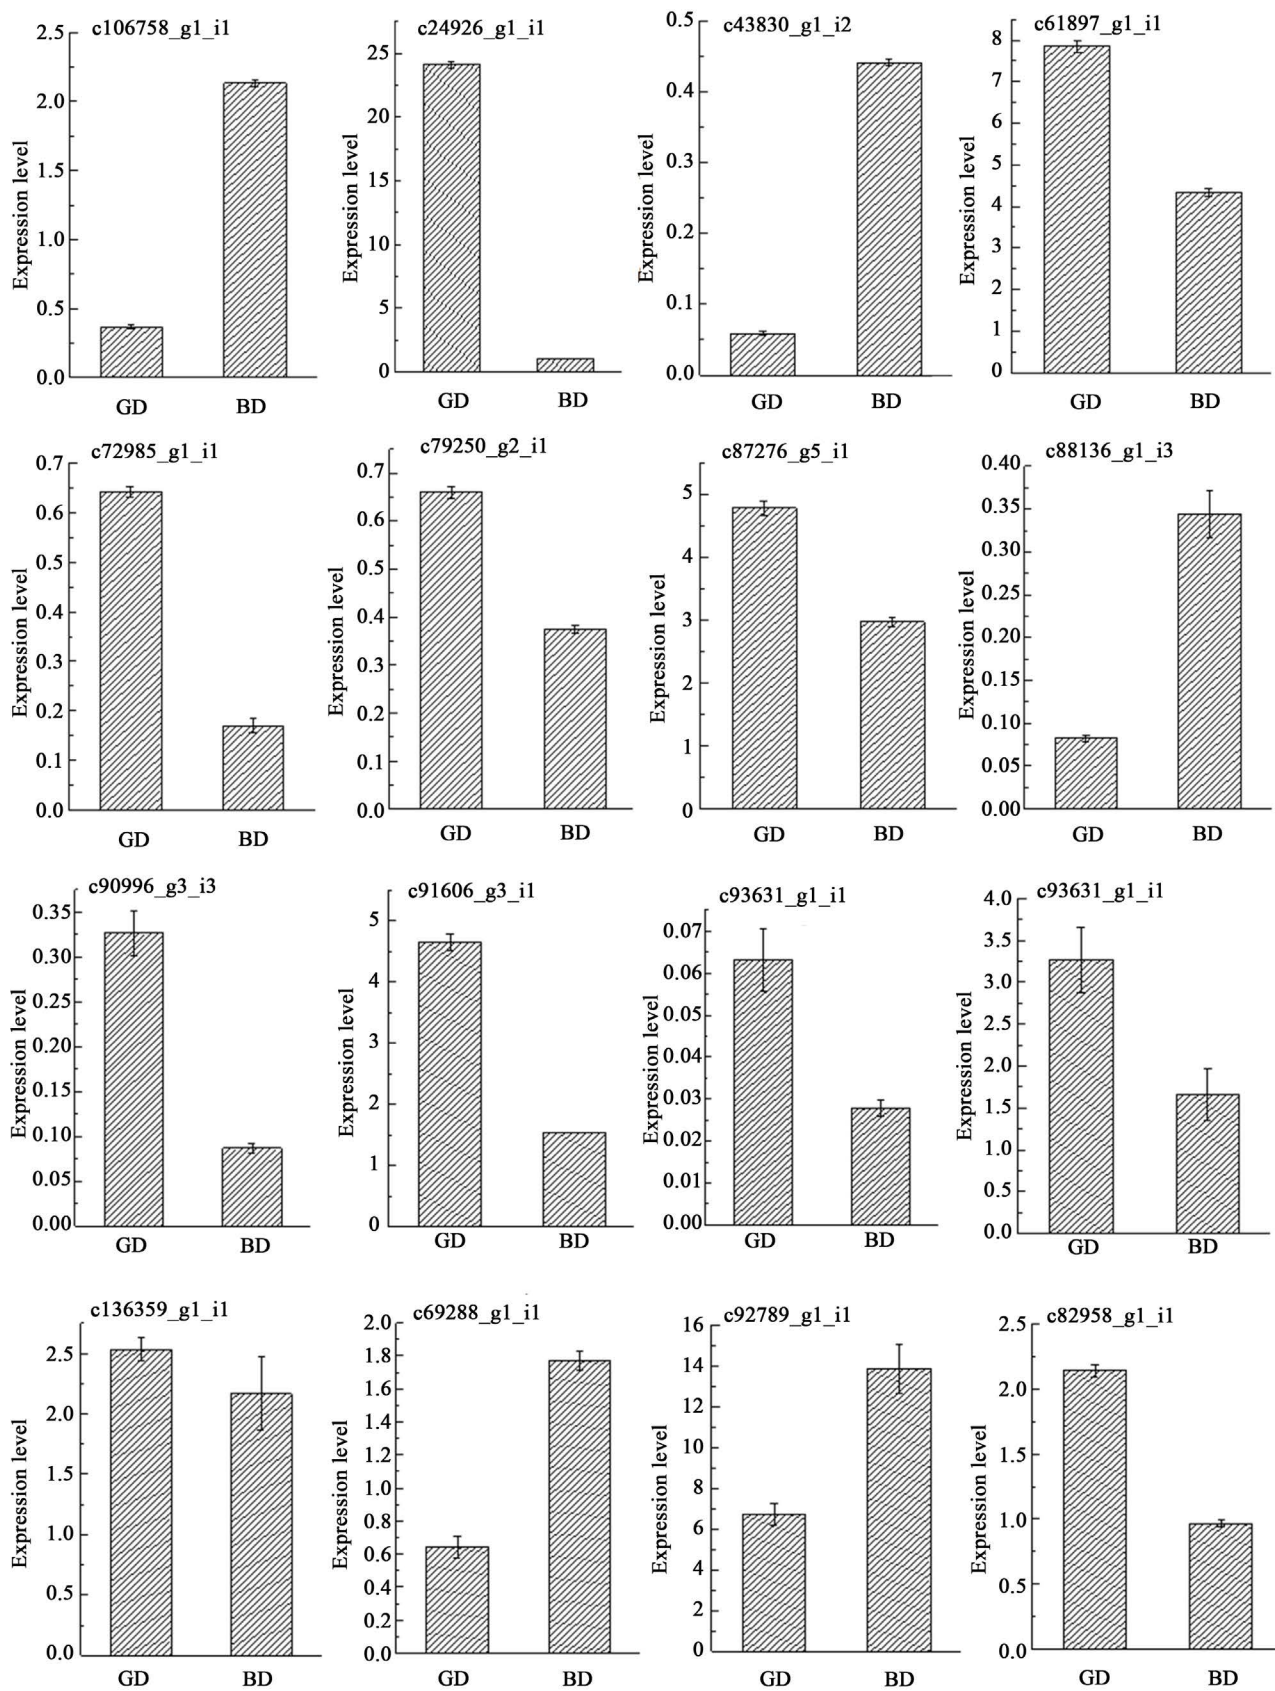 c106758_g1_i1
Expression level
2.5
2.0
1.5
1.0
0.5
0.0
GD BD
c24926_g1_i1
Expression level
25
20
15
10
5
0
GD BD
c43830_g1_i2
Expression level
0.5
0.4
0.3
0.2
0.1
0.0
GD BD
c61897_g1_i1
Expression level
8
7
6
5
4
3
2
1
0
GD BD
c72985_g1_i1
Expression level
0.7
0.6
0.5
0.4
0.3
0.2
0.1
0.0
GD BD
c79250_g2_i1
Expression level
0.7
0.6
0.5
0.4
0.3
0.2
0.1
0.0
GD BD
c87276_g5_i1
Expression level
5
4
3
2
1
0
GD BD
c88136_g1_i3
Expression level
0.40
0.35
0.30
0.25
0.20
0.15
0.10
0.05
0.00
GD BD
c90996_g3_i3
Expression level
0.35
0.30
0.25
0.20
0.15
0.10
0.05
0.00
GD BD
c91606_g3_i1
Expression level
5
4
3
2
1
0
GD BD
c93631_g1_i1
Expression level
0.07
0.06
0.05
0.04
0.03
0.02
0.01
0.00
GD BD
c93631_g1_i1
Expression level
4.0
3.5
3.0
2.5
2.0
1.5
1.0
0.5
0.0
GD BD
c136359_g1_i1
Expression level
2.5
2.0
1.5
1.0
0.5
0.0
GD BD
c69288_g1_i1
Expression level
2.0
1.8
1.6
1.4
1.2
1.0
0.8
0.6
0.4
0.2
0.0
GD BD
c92789_g1_i1
Expression level
16
14
12
10
8
6
4
2
0
GD BD
c82958_g1_i1
Expression level
2.5
2.0
1.5
1.0
0.5
0.0
GD BD